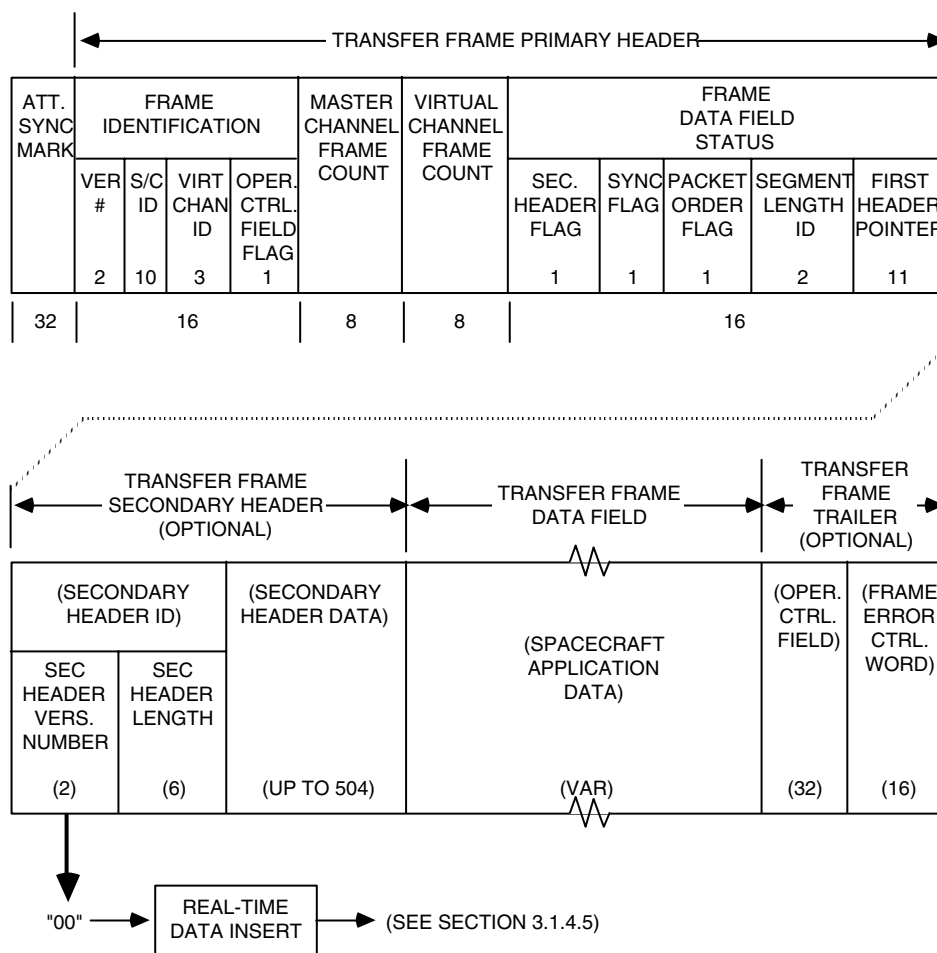 TRANSFER FRAME PRIMARY HEADER
ATT.
SYNC
MARK
FRAME
IDENTIFICATION
MASTER
CHANNEL
FRAME
COUNT
VIRTUAL
CHANNEL
FRAME
COUNT
FRAME
DATA FIELD
STATUS
VER
#
2
S/C
ID
10
VIRT
CHAN
ID
3
OPER.
CTRL.
FIELD
FLAG
1
SEC.
HEADER
FLAG
1
SYNC
FLAG
1
PACKET
ORDER
FLAG
1
SEGMENT
LENGTH
ID
2
FIRST
HEADER
POINTER
11
32
16
8
8
16
TRANSFER FRAME
SECONDARY HEADER
(OPTIONAL)
TRANSFER FRAME
DATA FIELD
TRANSFER
FRAME
TRAILER
(OPTIONAL)
(SECONDARY
HEADER ID)
SEC
HEADER
VERS.
NUMBER
(2)
SEC
HEADER
LENGTH
(6)
(SECONDARY
HEADER DATA)
(UP TO 504)
(SPACECRAFT
APPLICATION
DATA)
(VAR)
(OPER.
CTRL.
FIELD)
(32)
(FRAME
ERROR
CTRL.
WORD)
(16)
"00"
REAL-TIME
DATA INSERT
(SEE SECTION 3.1.4.5)